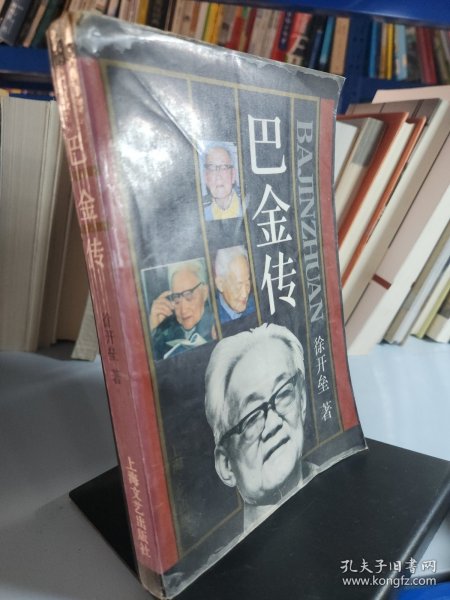 巴金传
BAJINZHUAN
徐开垒 著
巴金传
徐开垒 著
上海文艺出版社
孔夫子旧书网
www.kongfz.com